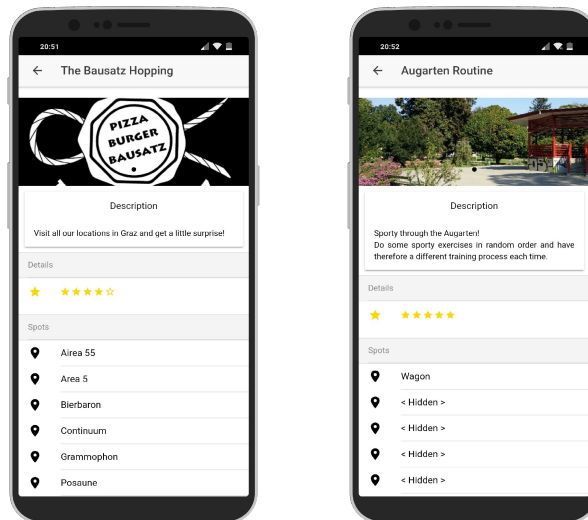 20:51
The Bausatz Hopping
PIZZA
BURGER
BAUSATZ
Description
Visit all our locations in Graz and get a little surprise!
Details
Spots
Airea 55
Area 5
Bierbaron
Continuum
Grammophon
Posaune
20:52
Augarten Routine
Description
Sporty through the Augarten!
Do some sporty exercises in random order and have
therefore a different training process each time.
Details
Spots
Wagon
< Hidden >
< Hidden >
< Hidden >
< Hidden >